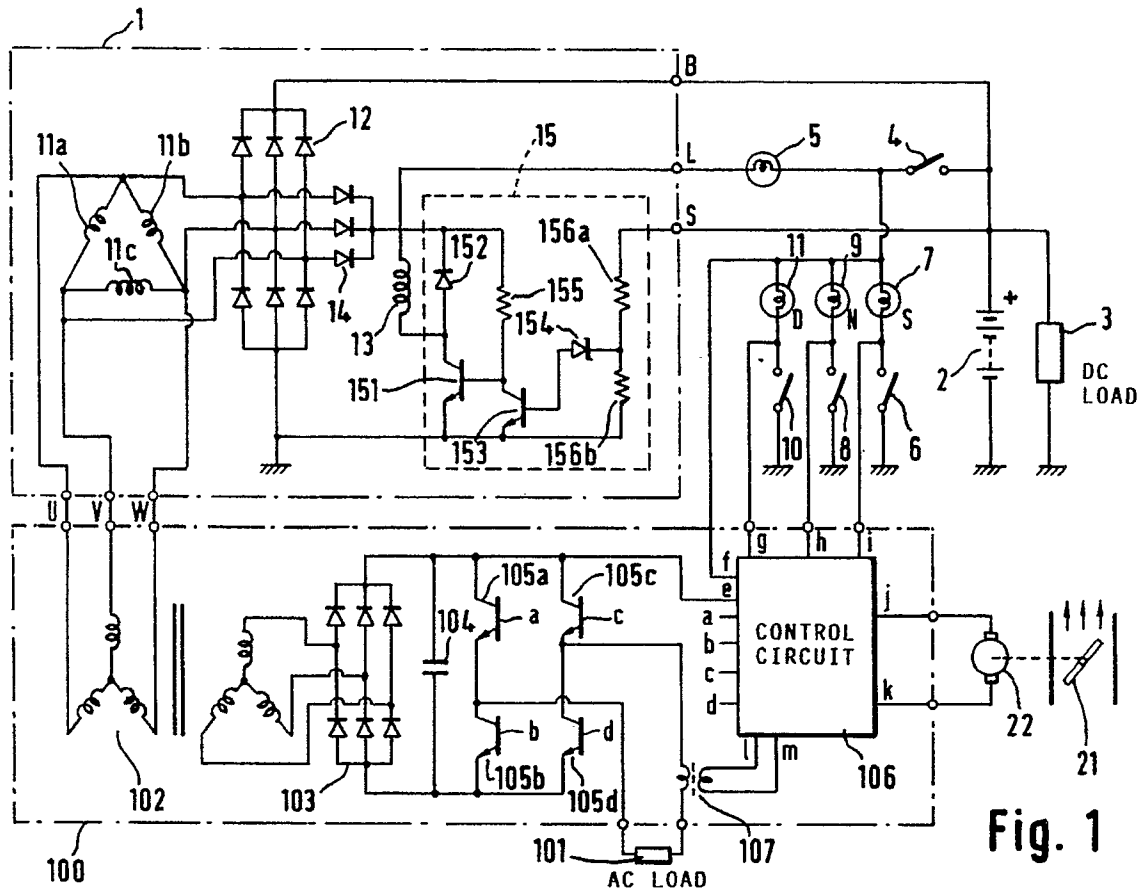 1
B
12
11a
11b
15
5
4
L
11c
S
152
156a
11
9
7
155
14
13
154
D
N
S
+
3
2
DC
LOAD
151
153
156b
10
8
6
U
V
W
g
h
i
f
e
105a
105c
j
a
a
c
104
b
CONTROL
CIRCUIT
c
k
d
22
b
d
21
l
m
106
102
103
105b
105d
107
100
101
AC LOAD
Fig. 1